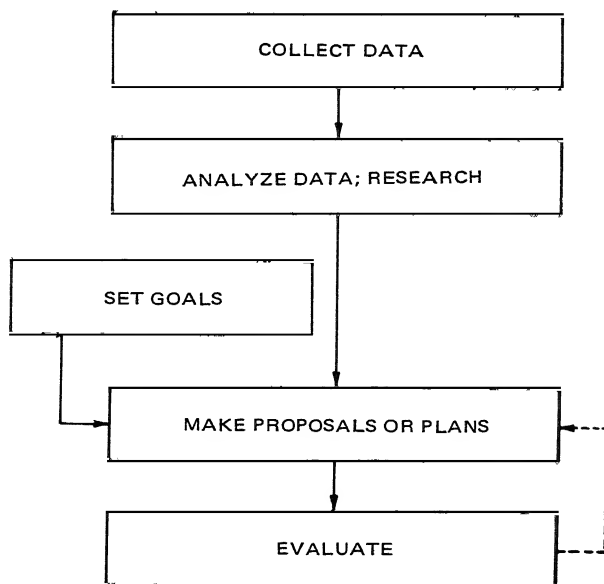 COLLECT DATA
ANALYZE DATA; RESEARCH
SET GOALS
MAKE PROPOSALS OR PLANS
EVALUATE